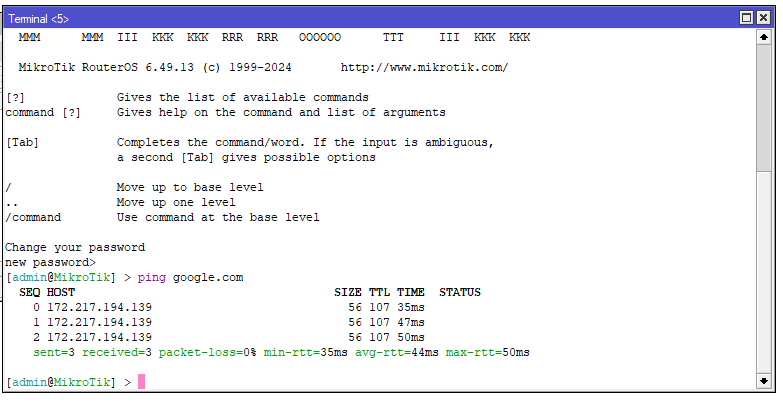 Terminal <5>
MMM      MMM  III  KKK  KKK  RRR  RRR   OOOOOO      TTT     III  KKK  KKK
MikroTik RouterOS 6.49.13 (c) 1999-2024       http://www.mikrotik.com/
[?]             Gives the list of available commands
command [?]     Gives help on the command and list of arguments
[Tab]           Completes the command/word. If the input is ambiguous,
a second [Tab] gives possible options
/               Move up to base level
..              Move up one level
/command        Use command at the base level
Change your password
new password>
[admin@MikroTik] > ping google.com
SEQ HOST                                     SIZE TTL TIME  STATUS
0 172.217.194.139                            56 107 35ms
1 172.217.194.139                            56 107 47ms
2 172.217.194.139                            56 107 50ms
sent=3 received=3 packet-loss=0% min-rtt=35ms avg-rtt=44ms max-rtt=50ms
[admin@MikroTik] >